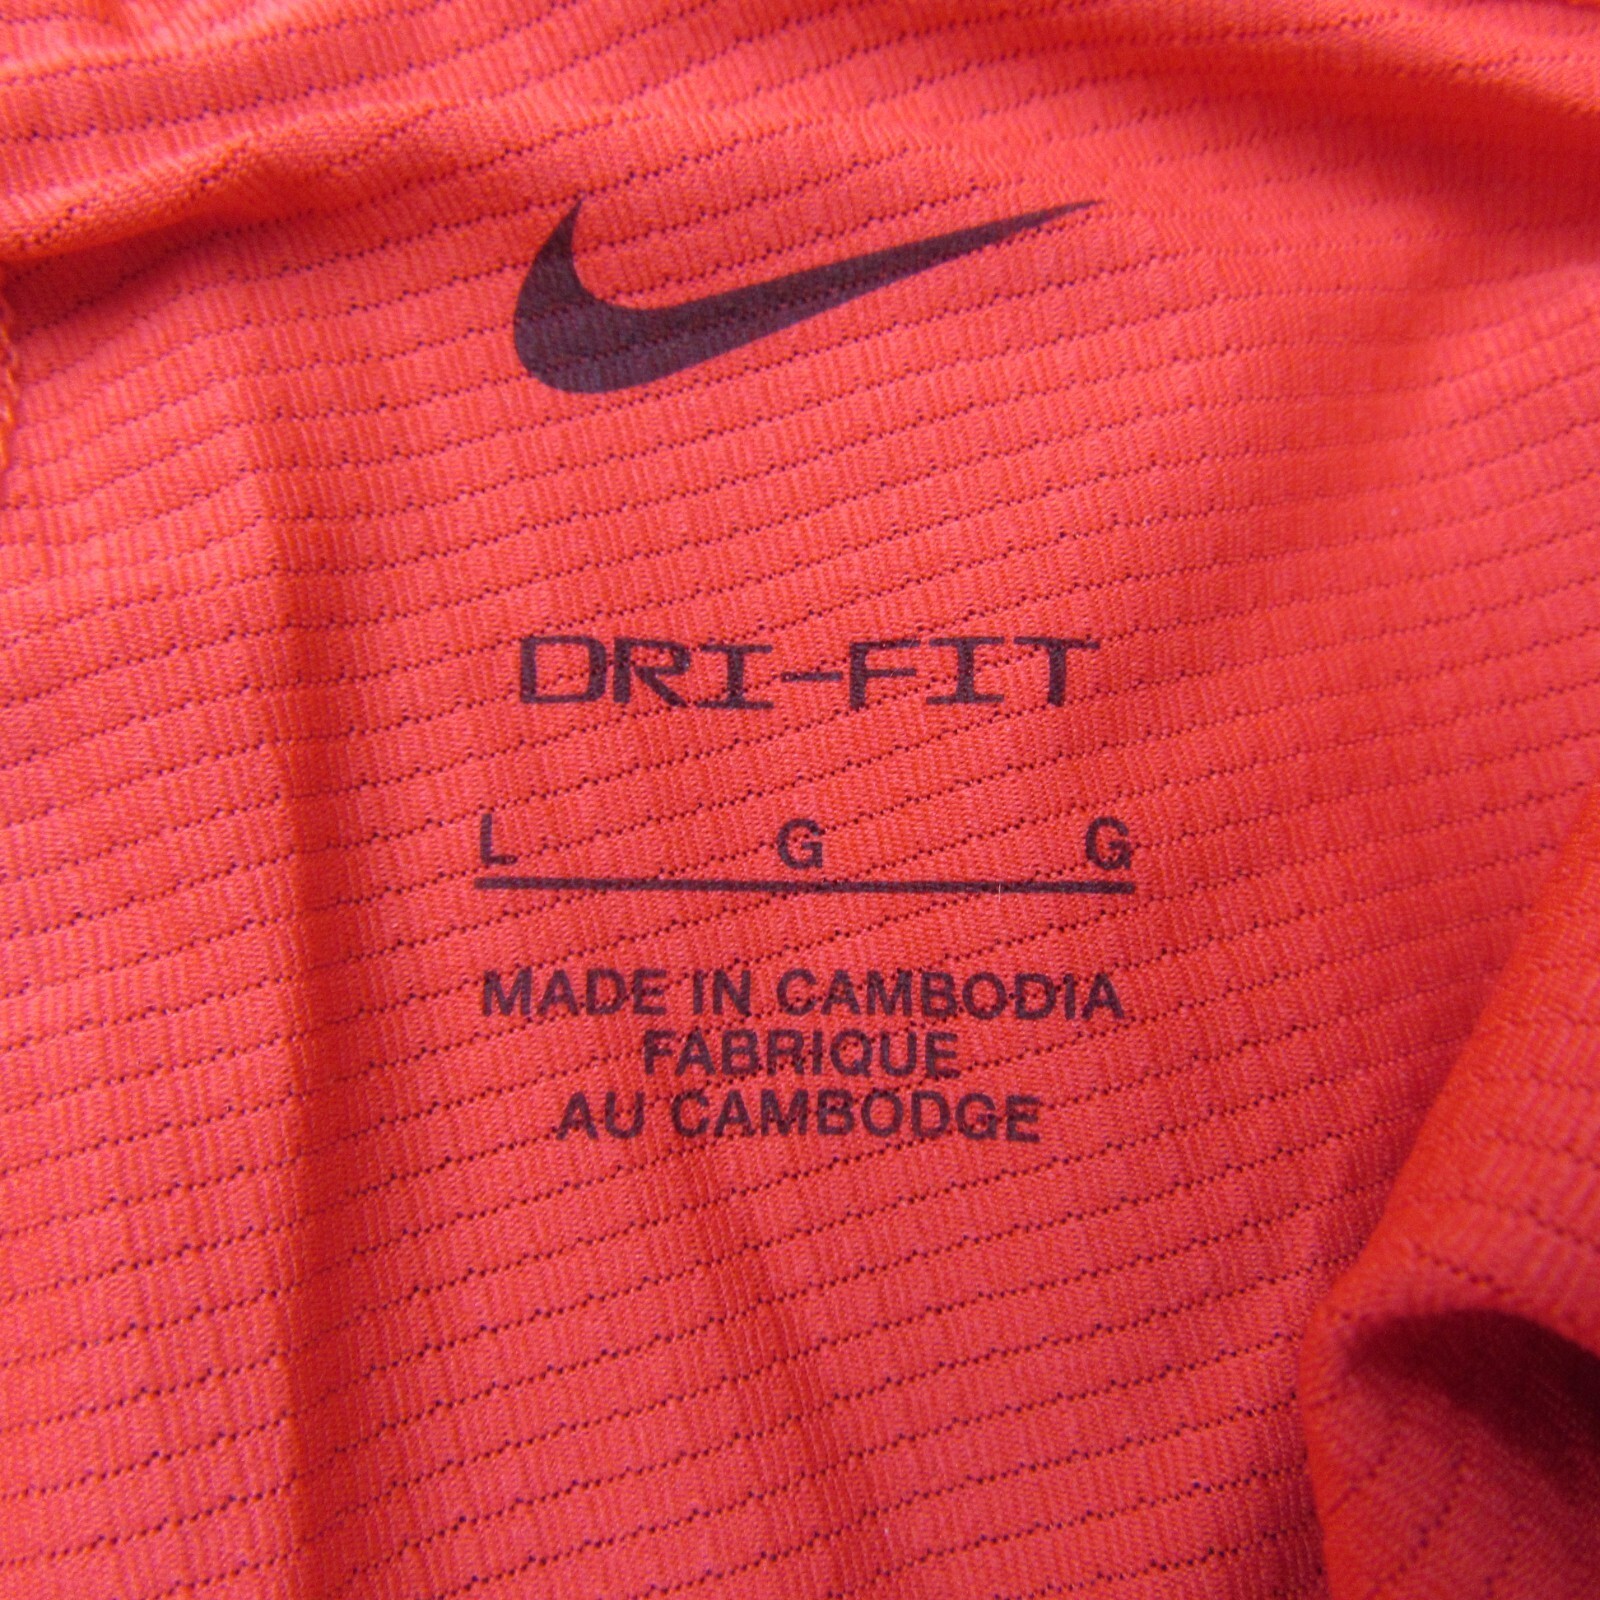 DRI-FIT
L G G
MADE IN CAMBODIA
FABRIQUE
AU CAMBODGE